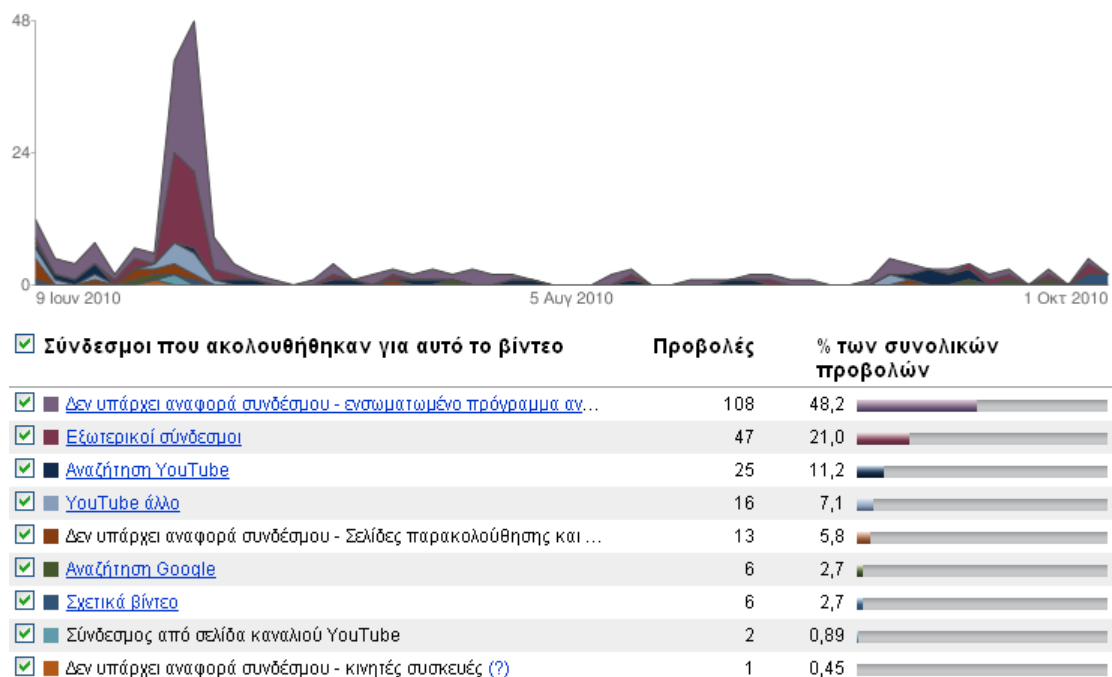 48
24
0
9 Ιουν 2010 5 Αυγ 2010 1 Οκτ 2010
Σύνδεσμοι που ακολουθήθηκαν για αυτό το βίντεο Προβολές % των συνολικών προβολών
Δεν υπάρχει αναφορά συνδέσμου - ενσωματωμένο πρόγραμμα αν... 108 48,2
Εξωτερικοί σύνδεσμοι 47 21,0
Αναζήτηση YouTube 25 11,2
YouTube άλλο 16 7,1
Δεν υπάρχει αναφορά συνδέσμου - Σελίδες παρακολούθησης και ... 13 5,8
Αναζήτηση Google 6 2,7
Σχετικά βίντεο 6 2,7
Σύνδεσμος από σελίδα καναλιού YouTube 2 0,89
Δεν υπάρχει αναφορά συνδέσμου - κινητές συσκευές (?) 1 0,45